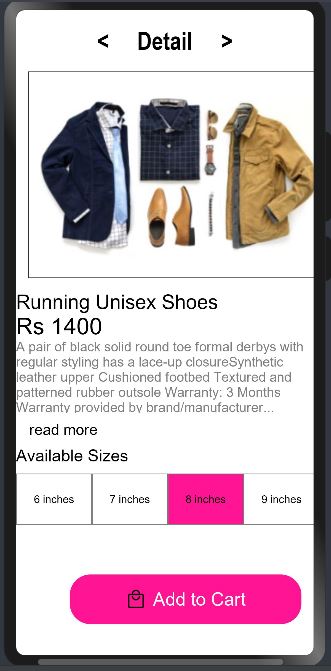 < Detail >
Running Unisex Shoes
Rs 1400
A pair of black solid round toe formal derbys with
regular styling has a lace-up closureSynthetic
leather upper Cushioned footbed Textured and
patterned rubber outsole Warranty: 3 Months
Warranty provided by brand/manufacturer...
read more
Available Sizes
6 inches 7 inches 8 inches 9 inches
Add to Cart